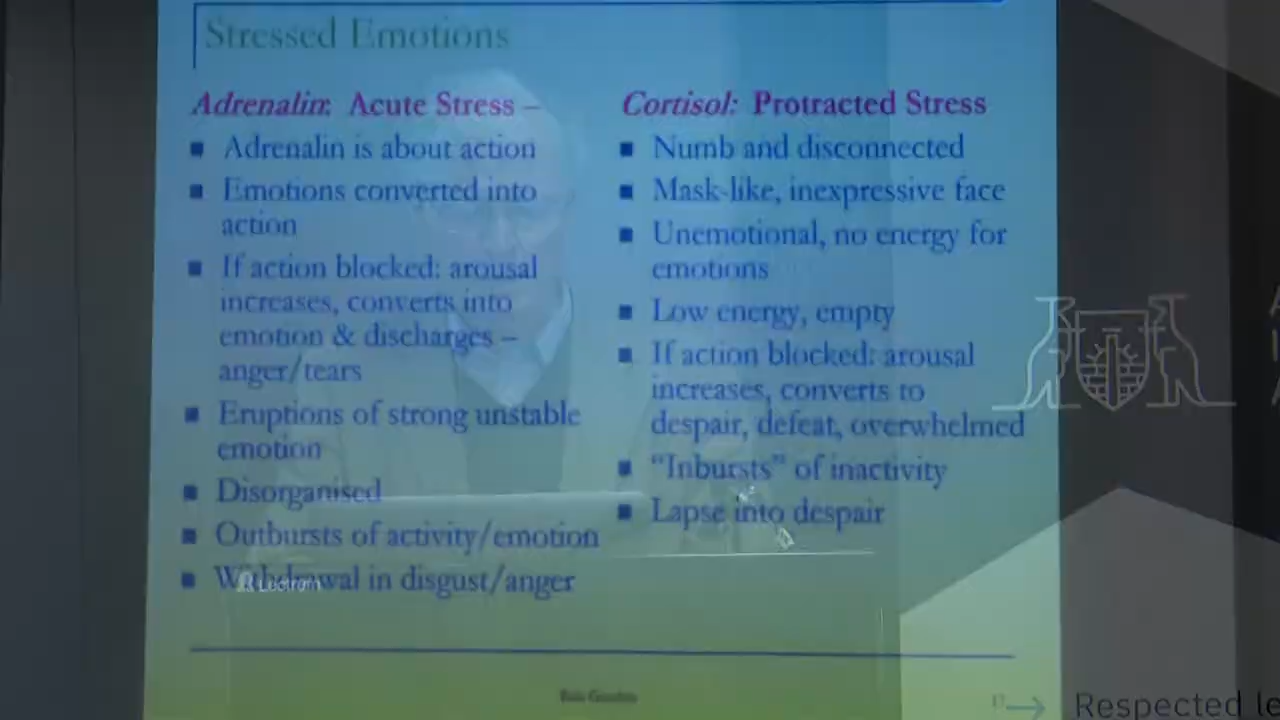 Stressed Emotions
Adrenalin: Acute Stress –
■ Adrenalin is about action
■ Emotions converted into
action
■ If action blocked: arousal
increases, converts into
emotion & discharges –
anger/tears
■ Eruptions of strong unstable
emotion
■ Disorganised
■ Outbursts of activity/emotion
■ Withdrawal in disgust/anger
Cortisol: Protracted Stress
■ Numb and disconnected
■ Mask-like, inexpressive face
■ Unemotional, no energy for
emotions
■ Low energy, empty
■ If action blocked: arousal
increases, converts to
despair, defeat, overwhelmed
■ “Inbursts” of inactivity
■ Lapse into despair
Lectrum
17
→ Respected le